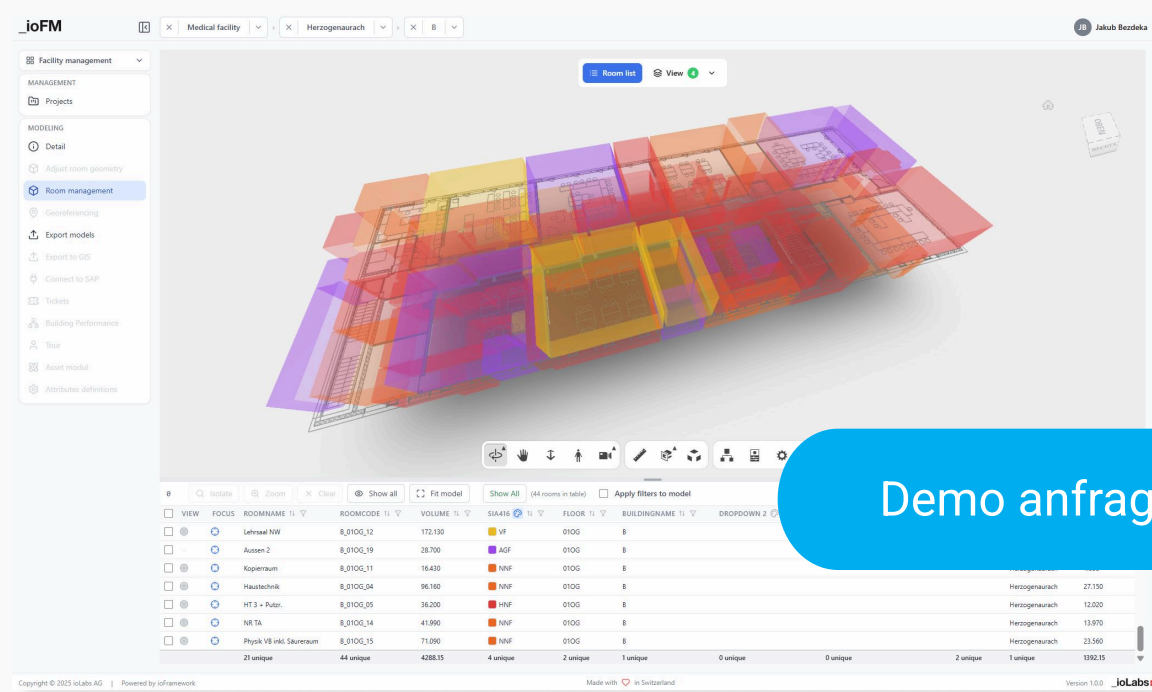 _ioFM
Medical facility
Herzogenaurach
B
JB Jakub Bezdeka
Facility management
MANAGEMENT
Projects
MODELING
Detail
Adjust room geometry
Room management
Georeferencing
Export models
Export to GIS
Connect to SAP
Tickets
Building Performance
Tour
Asset modul
Attributes definitions
Room list
View 4
OBEN
0 Isolate Zoom Clear Show all Fit model Show All (44 rooms in table) Apply filters to model
VIEW FOCUS ROOMNAME ROOMCODE VOLUME SIA416 FLOOR BUILDINGNAME DROPDOWN 2
Lehrsaal NW B_01OG_12 172.130 VF 01OG B
Aussen 2 B_01OG_19 28.700 AGF 01OG B
Kopierraum B_01OG_11 16.430 NNF 01OG B
Haustechnik B_01OG_04 96.160 NNF 01OG B Herzogenaurach 27.150
HT 3 + Putzr. B_01OG_05 36.200 HNF 01OG B Herzogenaurach 12.020
NR TA B_01OG_14 41.990 NNF 01OG B Herzogenaurach 13.970
Physik VB inkl. Säureraum B_01OG_15 71.090 NNF 01OG B Herzogenaurach 23.560
21 unique 44 unique 4288.15 4 unique 2 unique 1 unique 0 unique 0 unique 2 unique 1 unique 1392.15
Demo anfrag
Copyright © 2025 ioLabs AG | Powered by ioFramework
Made with in Switzerland
Version 1.0.0 _ioLabs